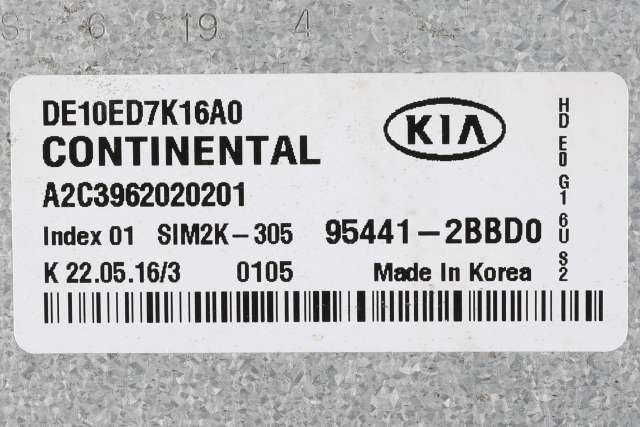 S 6 19 4
DE10ED7K16A0
CONTINENTAL
KIA
A2C3962020201
Index 01 SIM2K-305 95441-2BBD0
K 22.05.16/3 0105 Made In Korea
HD E0 G1 6U S2